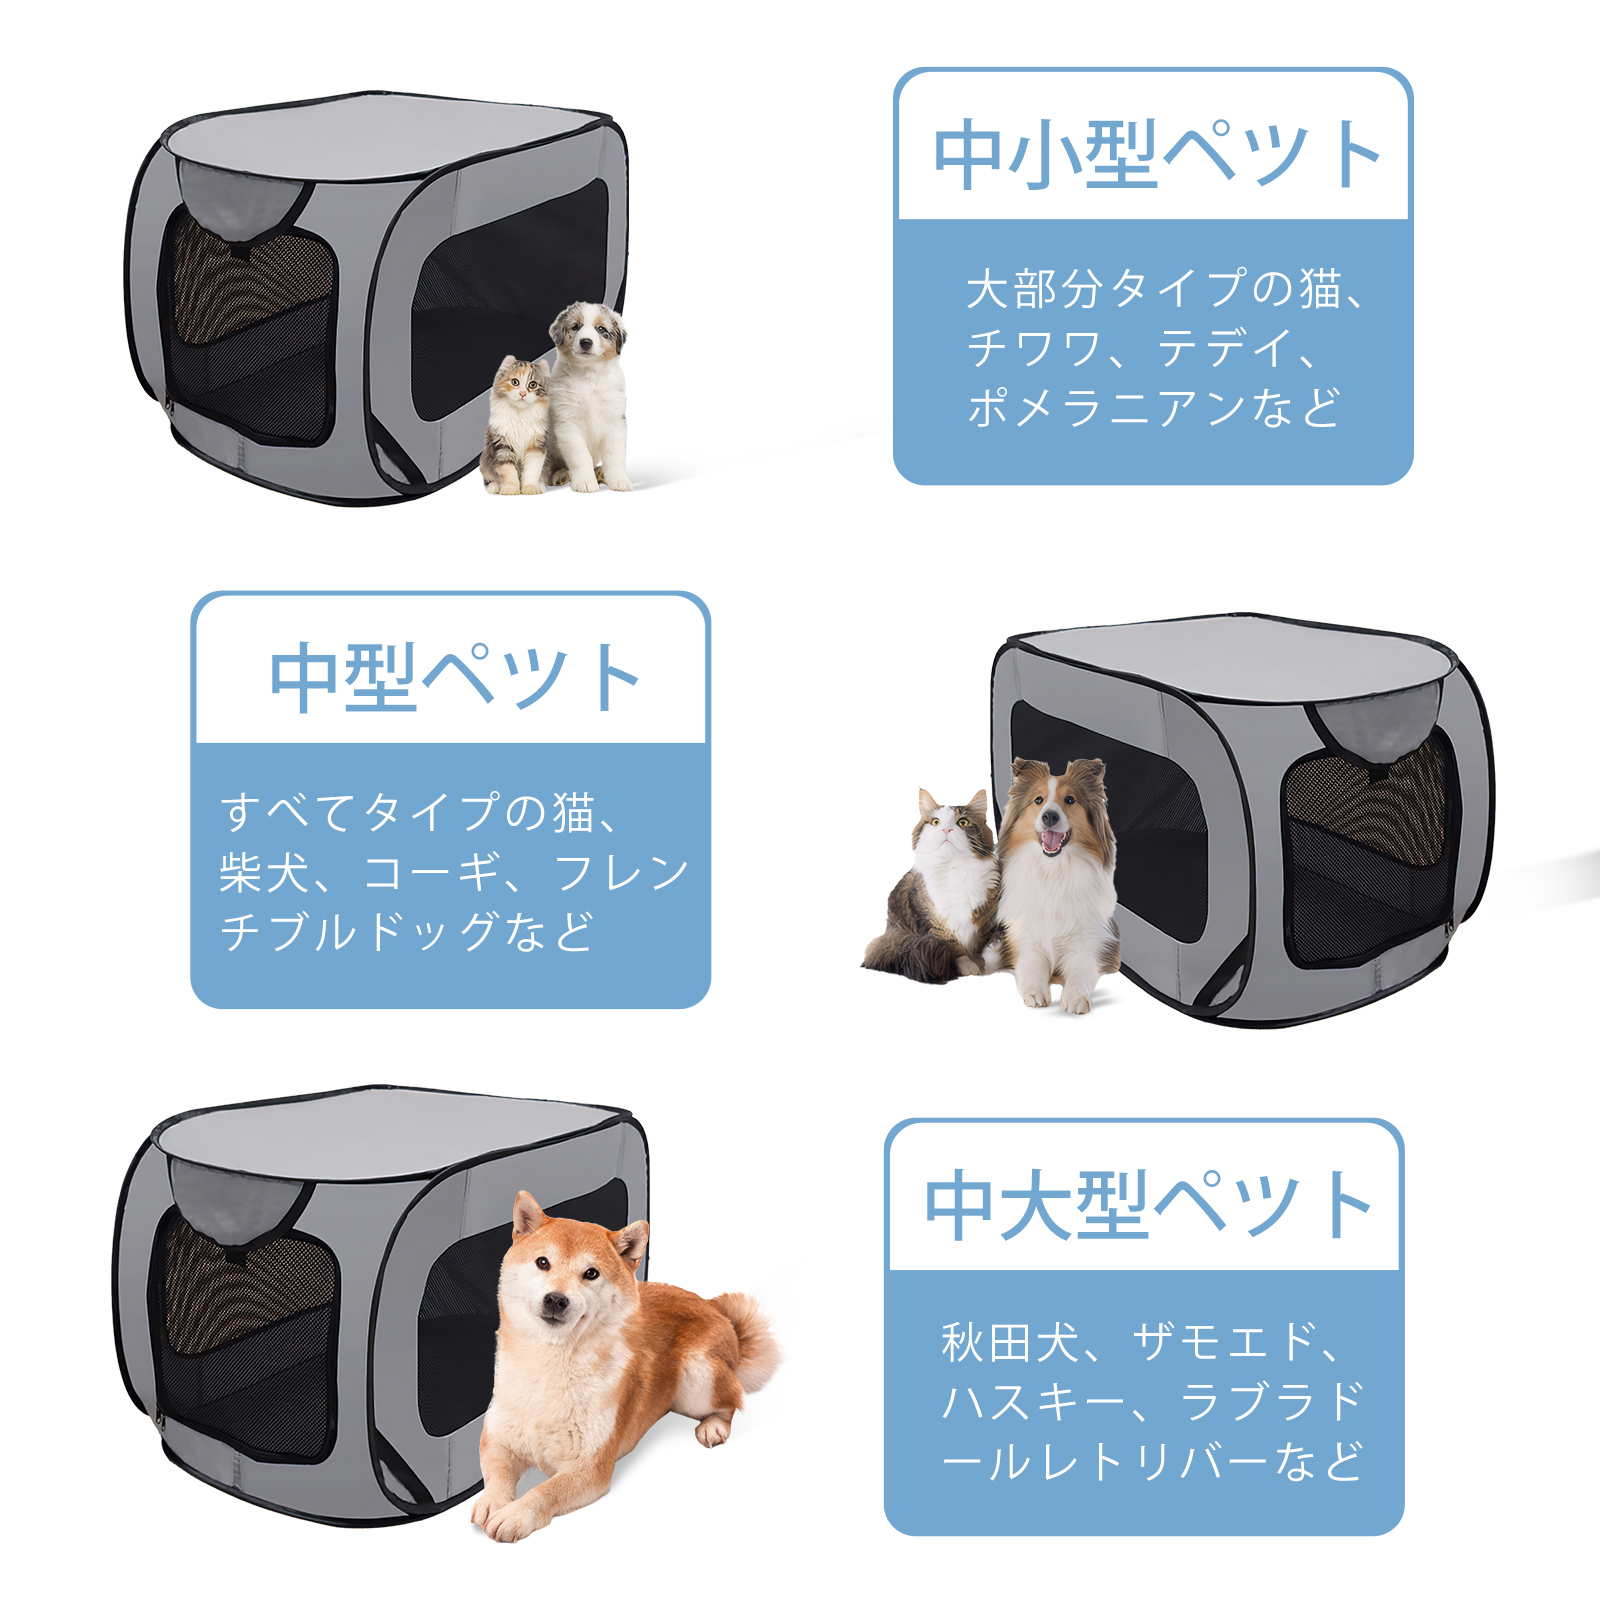 中小型ペツト
大部分タイプの猫、
チワワ、テデイ、
ポメラニアンなど
中型ペツト
すべてタイプの猫、
柴犬、コーギ、フレン
チブルドッグなど
中大型ペツト
秋田犬、ザモエド、
ハスキー、ラブラド
ールレトリバーなど